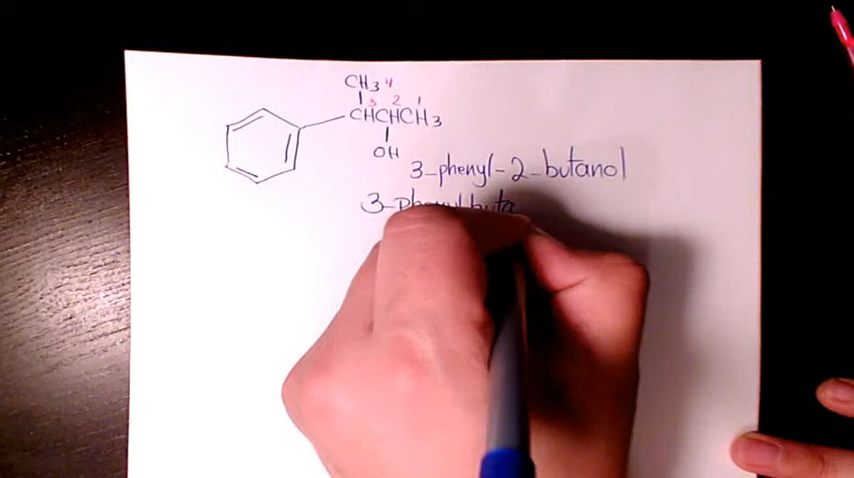 CH3 4
3 2 1
CHCHCH3
OH
3-phenyl-2-butanol
3-phenylbuta